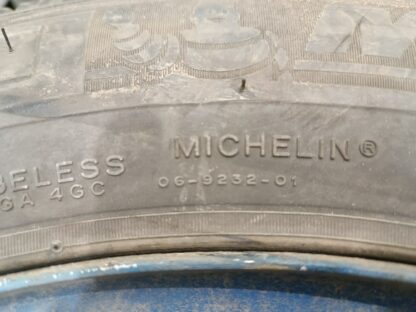 MICHELIN®
BELESS
06-9232-01
GA 4GC